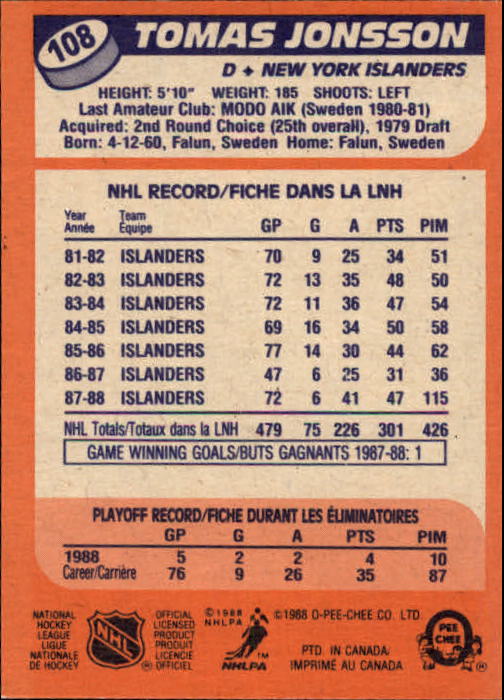 108 TOMAS JONSSON
D + NEW YORK ISLANDERS
HEIGHT: 5'10" WEIGHT: 185 SHOOTS: LEFT
Last Amateur Club: MODO AIK (Sweden 1980-81)
Acquired: 2nd Round Choice (25th overall), 1979 Draft
Born: 4-12-60, Falun, Sweden Home: Falun, Sweden
NHL RECORD/FICHE DANS LA LNH
Year Team
Année Équipe GP G A PTS PIM
81-82 ISLANDERS 70 9 25 34 51
82-83 ISLANDERS 72 13 35 48 50
83-84 ISLANDERS 72 11 36 47 54
84-85 ISLANDERS 69 16 34 50 58
85-86 ISLANDERS 77 14 30 44 62
86-87 ISLANDERS 47 6 25 31 36
87-88 ISLANDERS 72 6 41 47 115
NHL Totals/Totaux dans la LNH 479 75 226 301 426
GAME WINNING GOALS/BUTS GAGNANTS 1987-88: 1
PLAYOFF RECORD/FICHE DURANT LES ÉLIMINATOIRES
GP G A PTS PIM
1988 5 2 2 4 10
Career/Carrière 76 9 26 35 87
NATIONAL
HOCKEY
LEAGUE
LIGUE
NATIONALE
DE HOCKEY
NHL
®
OFFICIAL
LICENSED
PRODUCT
PRODUIT
LICENCIE
OFFICIEL
© 1988
NHLPA
TM
NHLPA
© 1988 O-PEE-CHEE CO. LTD
PTD. IN CANADA
IMPRIMÉ AU CANADA
PEE
CHEE